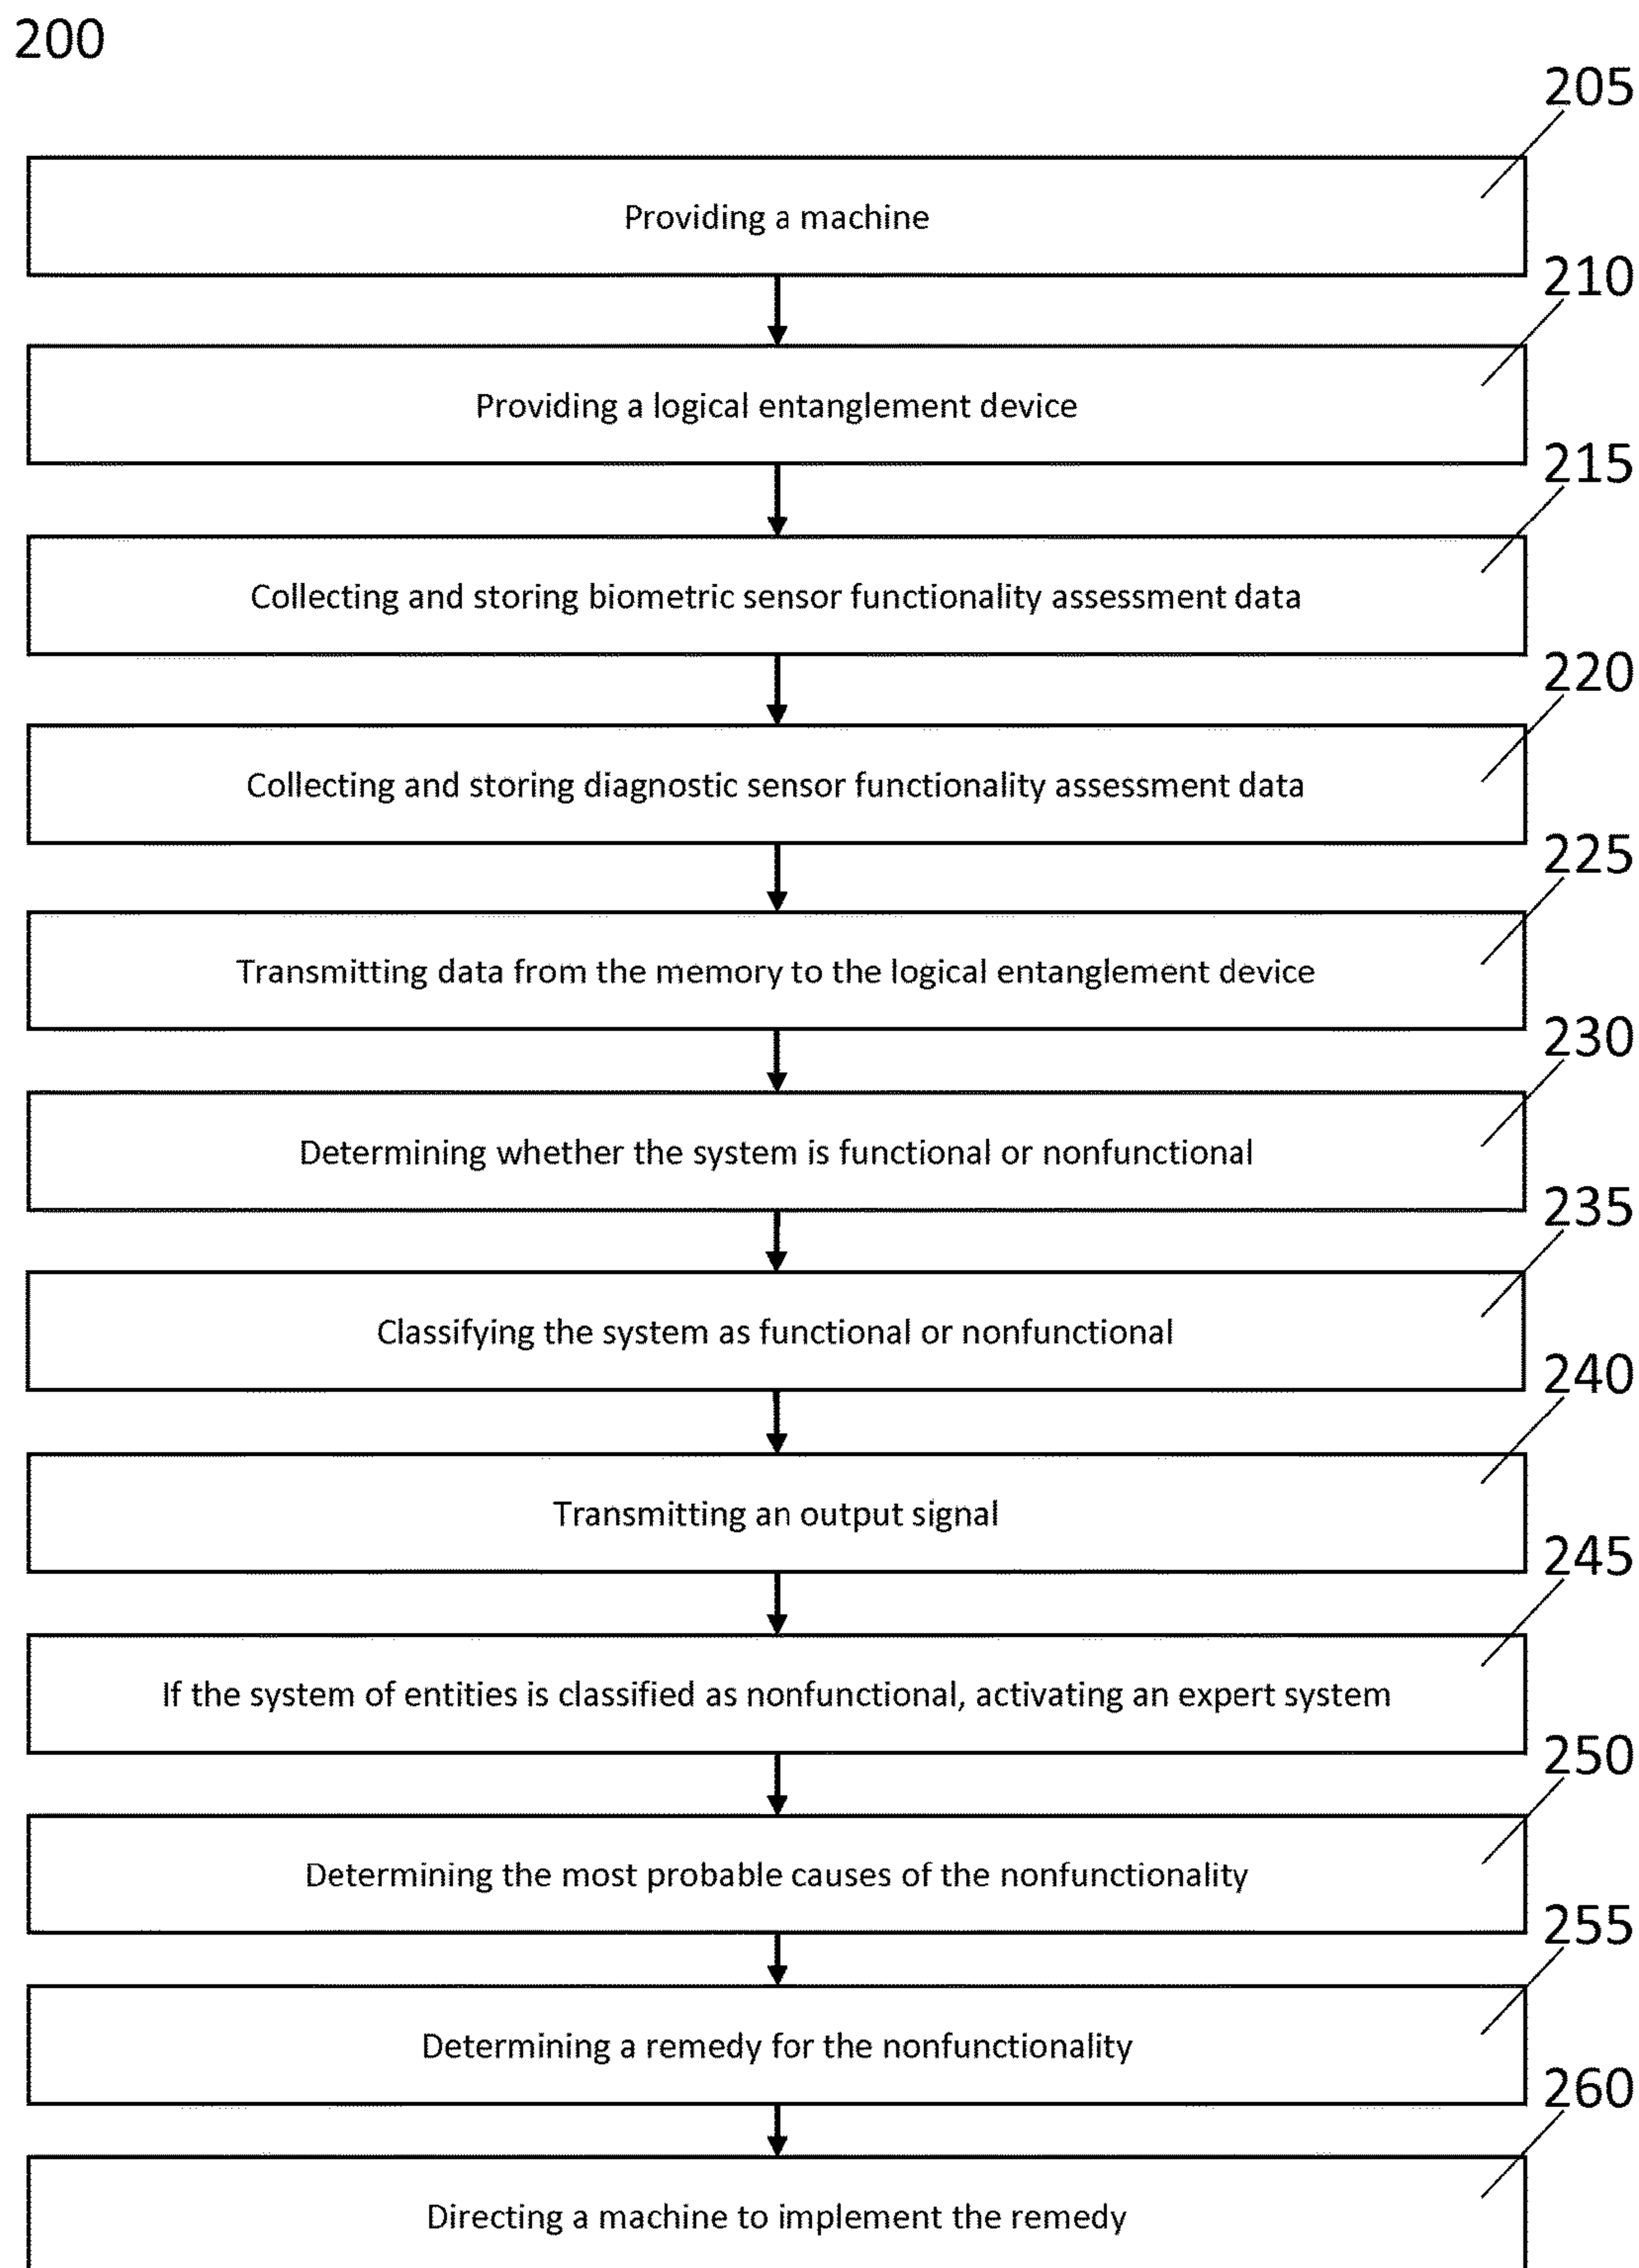 200
205
Providing a machine
210
Providing a logical entanglement device
215
Collecting and storing biometric sensor functionality assessment data
220
Collecting and storing diagnostic sensor functionality assessment data
225
Transmitting data from the memory to the logical entanglement device
230
Determining whether the system is functional or nonfunctional
235
Classifying the system as functional or nonfunctional
240
Transmitting an output signal
245
If the system of entities is classified as nonfunctional, activating an expert system
250
Determining the most probable causes of the nonfunctionality
255
Determining a remedy for the nonfunctionality
260
Directing a machine to implement the remedy